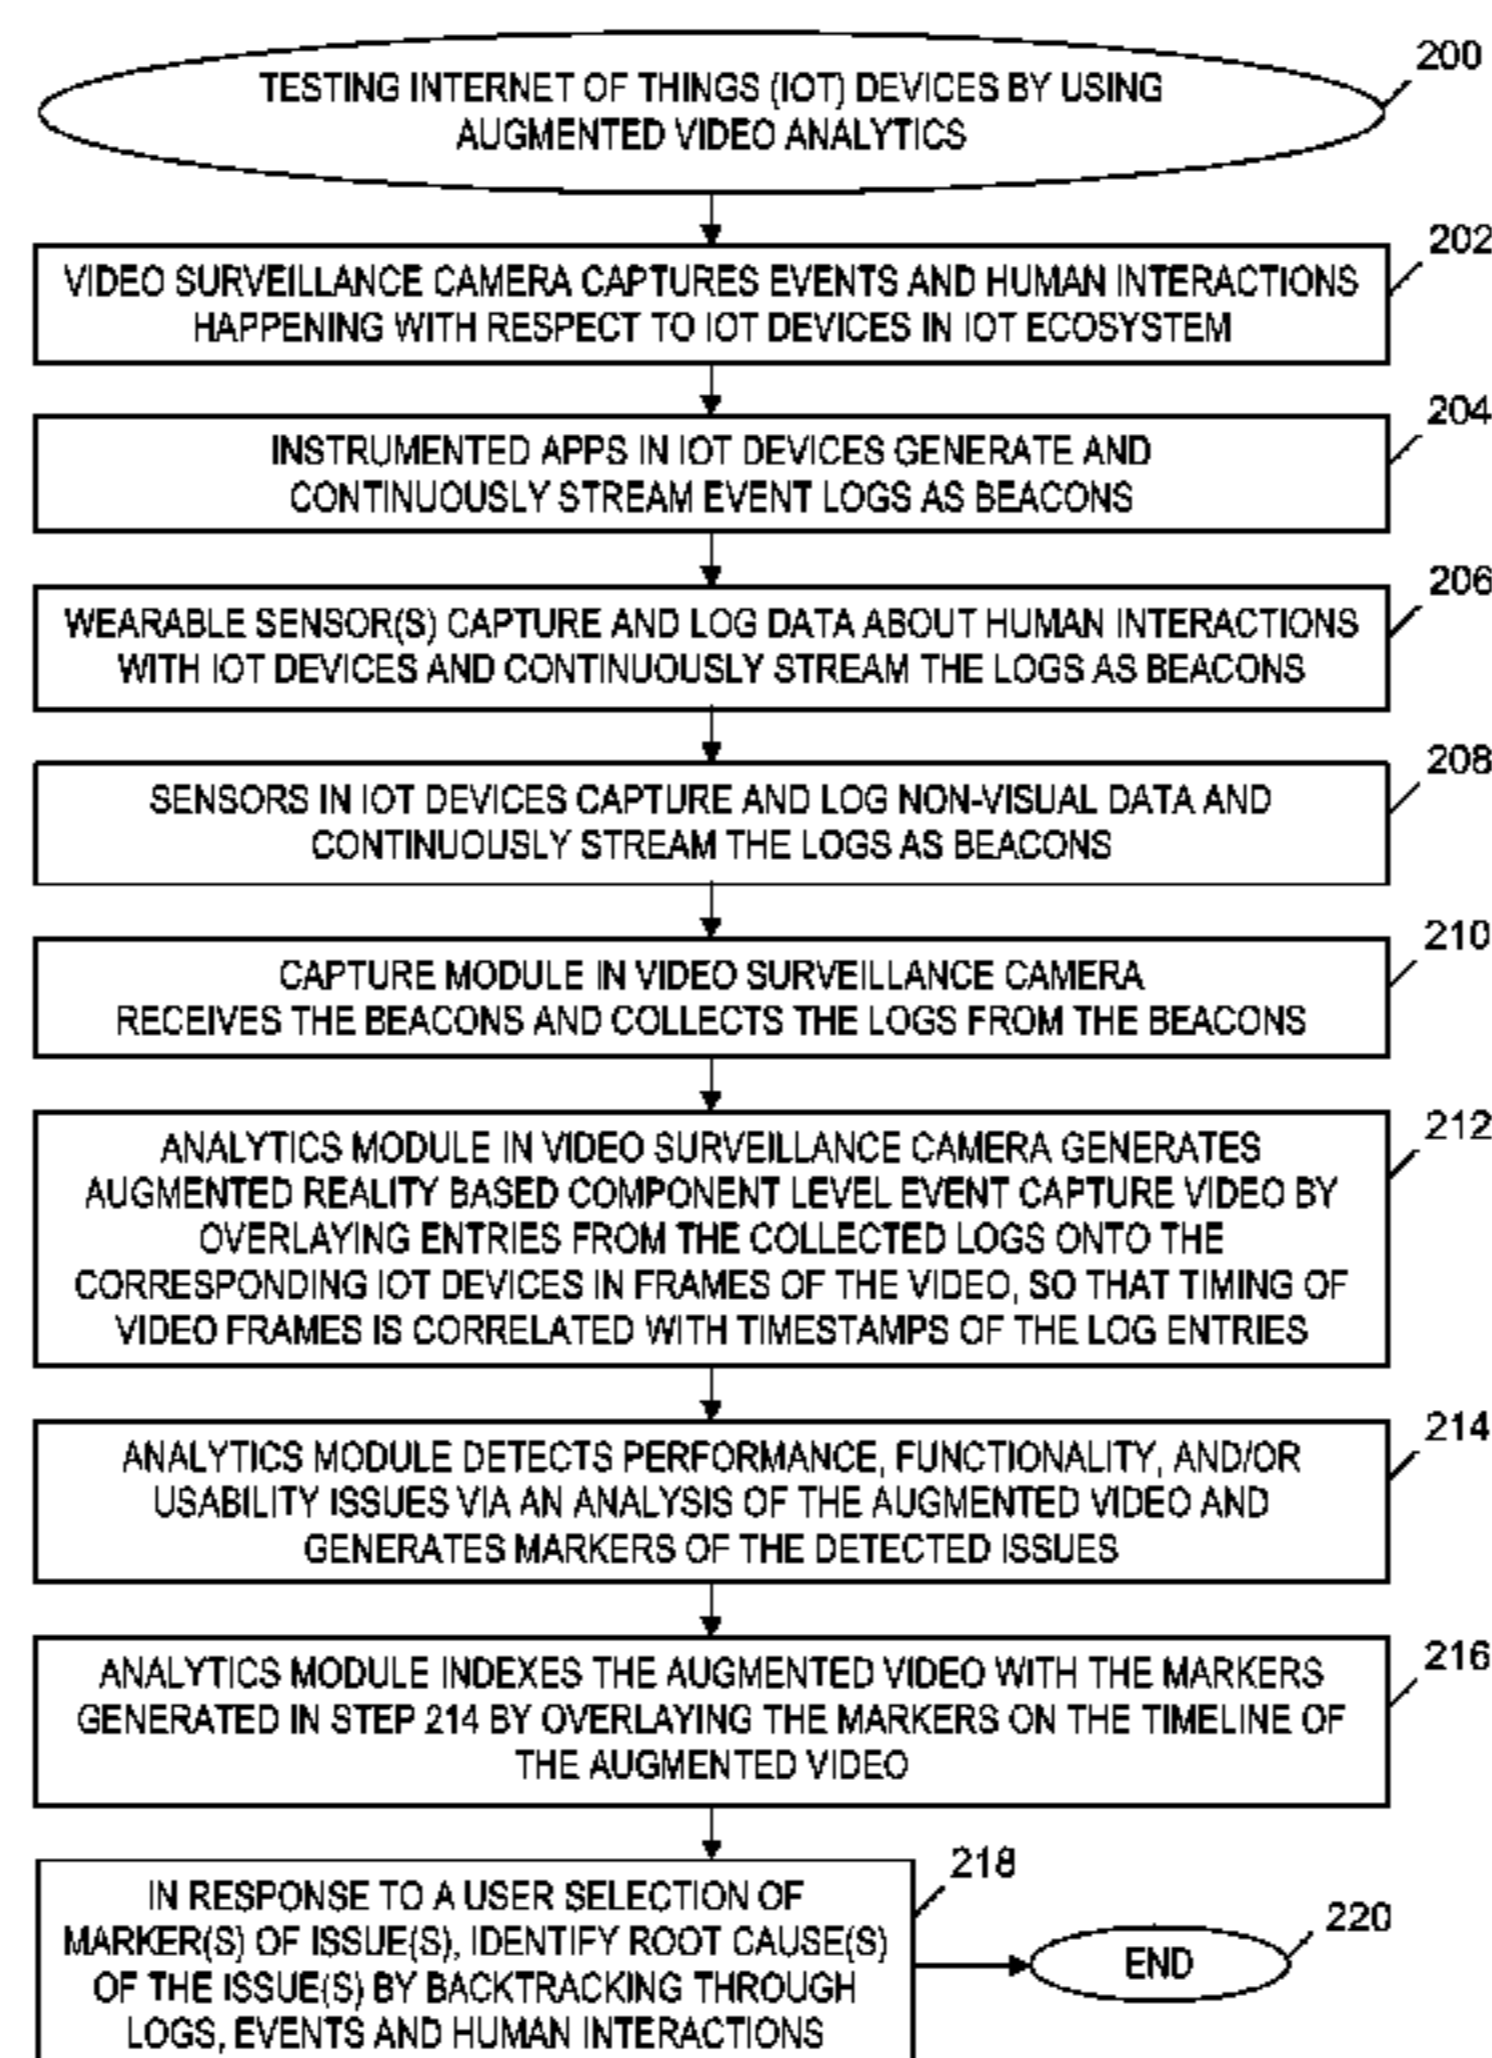 200
TESTING INTERNET OF THINGS (IOT) DEVICES BY USING
AUGMENTED VIDEO ANALYTICS
202
VIDEO SURVEILLANCE CAMERA CAPTURES EVENTS AND HUMAN INTERACTIONS
HAPPENING WITH RESPECT TO IOT DEVICES IN IOT ECOSYSTEM
204
INSTRUMENTED APPS IN IOT DEVICES GENERATE AND
CONTINUOUSLY STREAM EVENT LOGS AS BEACONS
206
WEARABLE SENSOR(S) CAPTURE AND LOG DATA ABOUT HUMAN INTERACTIONS
WITH IOT DEVICES AND CONTINUOUSLY STREAM THE LOGS AS BEACONS
208
SENSORS IN IOT DEVICES CAPTURE AND LOG NON-VISUAL DATA AND
CONTINUOUSLY STREAM THE LOGS AS BEACONS
210
CAPTURE MODULE IN VIDEO SURVEILLANCE CAMERA
RECEIVES THE BEACONS AND COLLECTS THE LOGS FROM THE BEACONS
212
ANALYTICS MODULE IN VIDEO SURVEILLANCE CAMERA GENERATES
AUGMENTED REALITY BASED COMPONENT LEVEL EVENT CAPTURE VIDEO BY
OVERLAYING ENTRIES FROM THE COLLECTED LOGS ONTO THE
CORRESPONDING IOT DEVICES IN FRAMES OF THE VIDEO, SO THAT TIMING OF
VIDEO FRAMES IS CORRELATED WITH TIMESTAMPS OF THE LOG ENTRIES
214
ANALYTICS MODULE DETECTS PERFORMANCE, FUNCTIONALITY, AND/OR
USABILITY ISSUES VIA AN ANALYSIS OF THE AUGMENTED VIDEO AND
GENERATES MARKERS OF THE DETECTED ISSUES
216
ANALYTICS MODULE INDEXES THE AUGMENTED VIDEO WITH THE MARKERS
GENERATED IN STEP 214 BY OVERLAYING THE MARKERS ON THE TIMELINE OF
THE AUGMENTED VIDEO
218
IN RESPONSE TO A USER SELECTION OF
MARKER(S) OF ISSUE(S), IDENTIFY ROOT CAUSE(S)
OF THE ISSUE(S) BY BACKTRACKING THROUGH
LOGS, EVENTS AND HUMAN INTERACTIONS
220
END